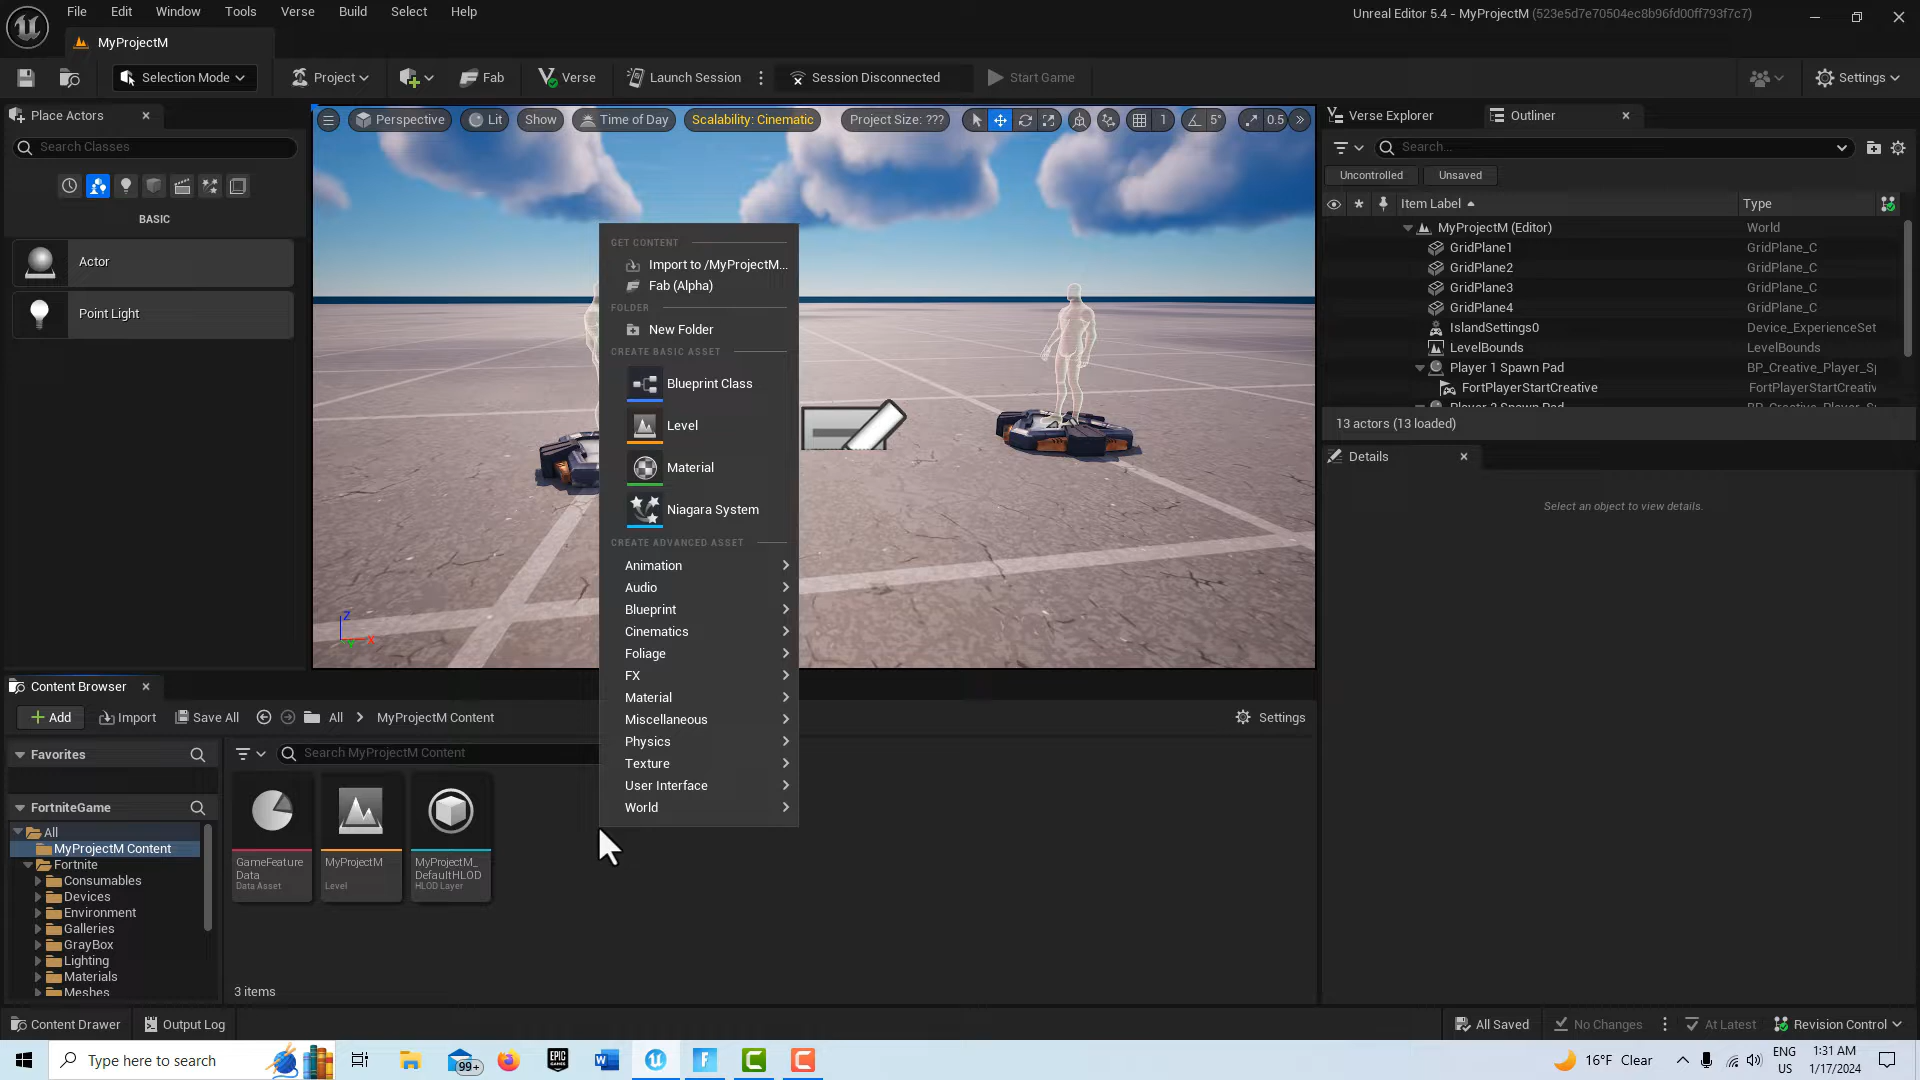 File Edit Window Tools Verse Build Select Help
Unreal Editor 5.4 - MyProjectM (523e5d7e70504ec8b96fd00ff793f7c7)
MyProjectM
Selection Mode
Project
Fab
Verse
Launch Session
Session Disconnected
Start Game
Settings
Place Actors
Search Classes
BASIC
Actor
Point Light
Perspective
Lit
Show
Time of Day
Scalability: Cinematic
Project Size: ???
1
5°
0.5
GET CONTENT
Import to /MyProjectM...
Fab (Alpha)
FOLDER
New Folder
CREATE BASIC ASSET
Blueprint Class
Level
Material
Niagara System
CREATE ADVANCED ASSET
Animation
Audio
Blueprint
Cinematics
Foliage
FX
Material
Miscellaneous
Physics
Texture
User Interface
World
Z
X
Verse Explorer
Outliner
Search...
Uncontrolled
Unsaved
Item Label
Type
MyProjectM (Editor) World
GridPlane1 GridPlane_C
GridPlane2 GridPlane_C
GridPlane3 GridPlane_C
GridPlane4 GridPlane_C
IslandSettings0 Device_ExperienceSet
LevelBounds LevelBounds
Player 1 Spawn Pad BP_Creative_Player_S
FortPlayerStartCreative FortPlayerStartCreativ
Player 2 Spawn Pad
13 actors (13 loaded)
Details
Select an object to view details.
Content Browser
Add
Import
Save All
All
MyProjectM Content
Settings
Favorites
Search MyProjectM Content
FortniteGame
All
MyProjectM Content
Fortnite
Consumables
Devices
Environment
Galleries
GrayBox
Lighting
Materials
Meshes
GameFeature
Data
Data Asset
MyProjectM
Level
MyProjectM_
DefaultHLOD
HLOD Layer
3 items
Content Drawer
Output Log
All Saved
No Changes
At Latest
Revision Control
Type here to search
99+
EPIC
GAMES
16°F Clear
ENG
US
1:31 AM
1/17/2024